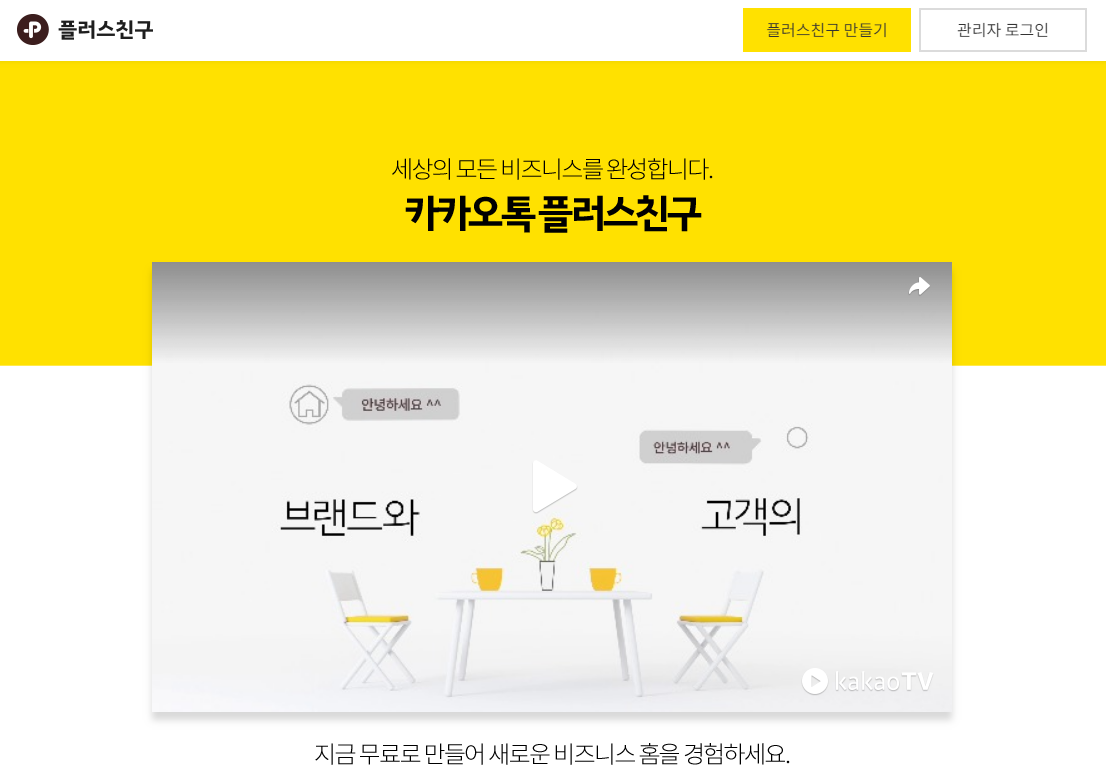 플러스친구
플러스친구 만들기
관리자 로그인
세상의 모든 비즈니스를 완성합니다.
카카오톡 플러스친구
안녕하세요 ^^
안녕하세요 ^^
브랜드와
고객의
kakaoTV
지금 무료로 만들어 새로운 비즈니스 홈을 경험하세요.